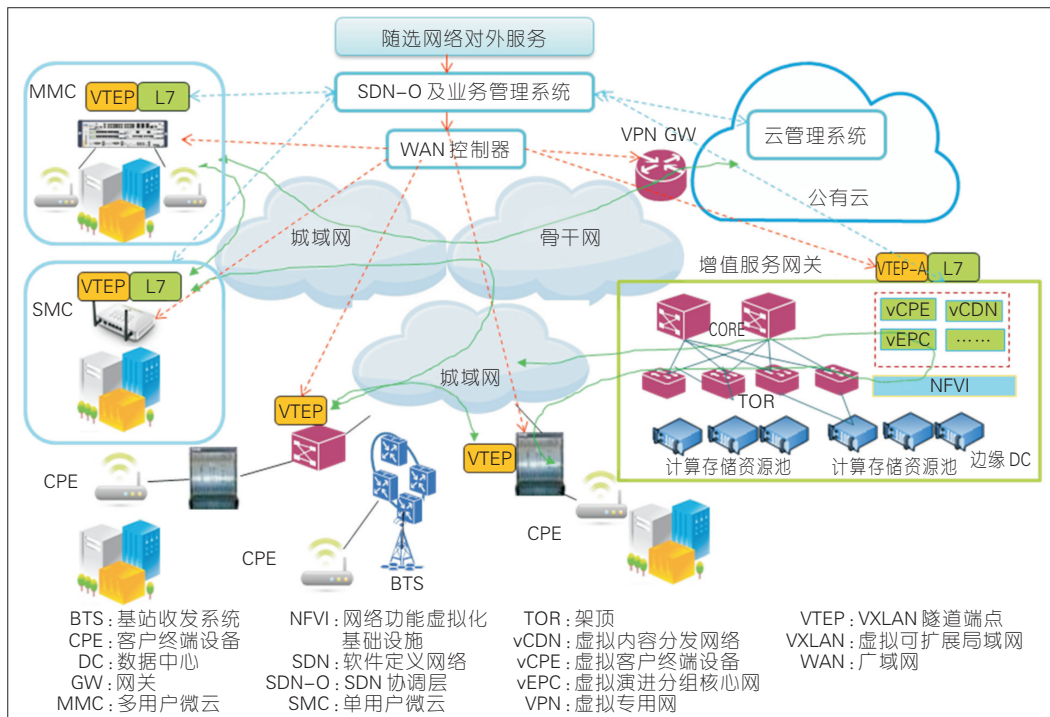 随选网络对外服务
MMC
VTEP
L7
SDN-O 及业务管理系统
WAN 控制器
VPN GW
云管理系统
公有云
城域网
骨干网
增值服务网关
VTEP-A
L7
SMC
VTEP
L7
vCPE
vCDN
CORE
vEPC
……
城域网
NFVI
TOR
VTEP
VTEP
计算存储资源池
计算存储资源池
边缘 DC
CPE
CPE
BTS
CPE
BTS：基站收发系统
CPE：客户终端设备
DC：数据中心
GW：网关
MMC：多用户微云
NFVI：网络功能虚拟化
基础设施
SDN：软件定义网络
SDN-O：SDN 协调层
SMC：单用户微云
TOR：架顶
vCDN：虚拟内容分发网络
vCPE：虚拟客户终端设备
vEPC：虚拟演进分组核心网
VPN：虚拟专用网
VTEP：VXLAN 隧道端点
VXLAN：虚拟可扩展局域网
WAN：广域网